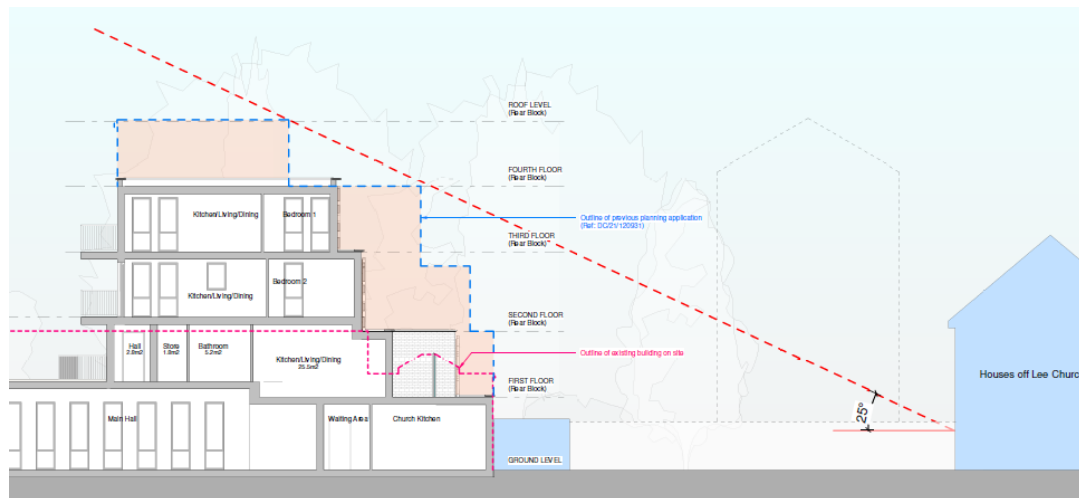 ROOF LEVEL
(Rear Block)
FOURTH FLOOR
(Rear Block)
Kitchen/Living/Dining
Bedroom 1
Outline of previous planning application
(Ref: DC/21/120931)
THIRD FLOOR
(Rear Block)
Bedroom 2
Kitchen/Living/Dining
SECOND FLOOR
(Rear Block)
Hall
2.8m2
Store
1.8m2
Bathroom
5.2m2
Kitchen/Living/Dining
25.5m2
Outline of existing building on site
FIRST FLOOR
(Rear Block)
Houses off Lee Churc
25°
Main Hall
Waiting Area
Church Kitchen
GROUND LEVEL